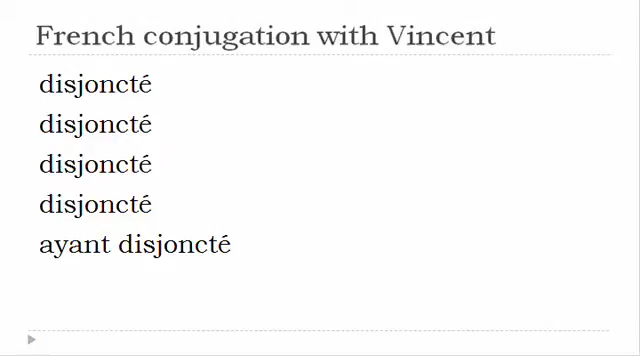 French conjugation with Vincent
disjoncté
disjoncté
disjoncté
disjoncté
ayant disjoncté